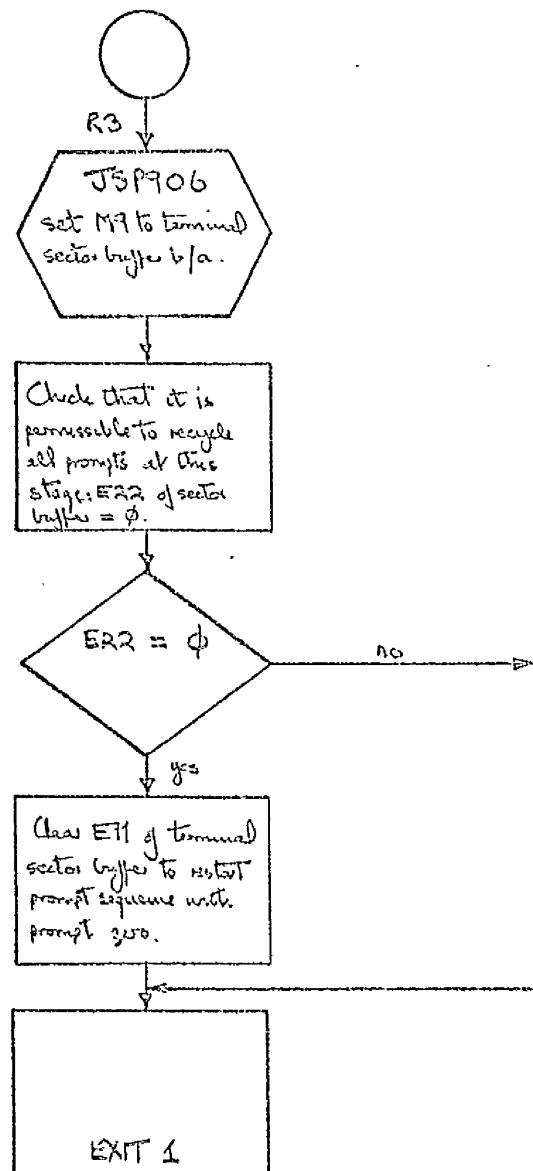 R3
JSP906
set M9 to terminal
sector buffer b/a.
Check that it is
permissible to recycle
all prompts at this
stage: E22 of sector
buffer = ϕ.
E22 = ϕ
no
yes
Clear E11 of terminal
sector buffer to restart
prompt sequence with
prompt zero.
EXIT 1